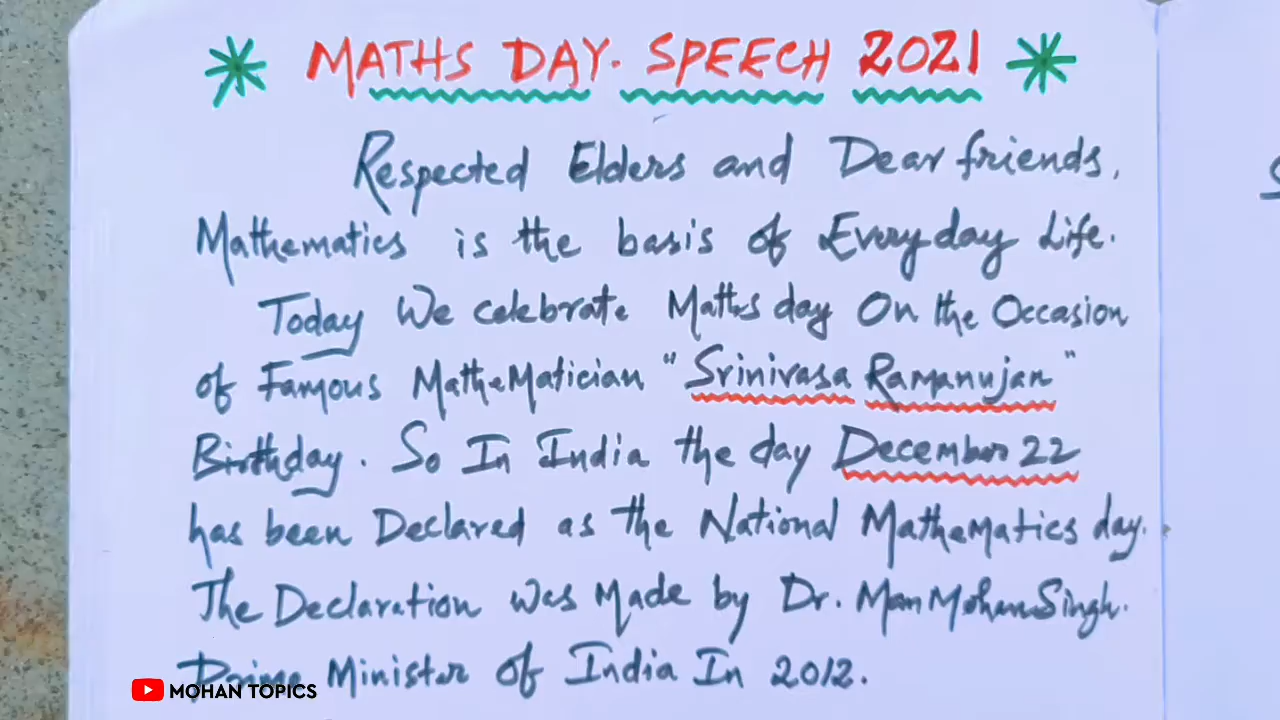 MATHS DAY. SPEECH 2021
Respected Elders and Dear friends,
Mathematics is the basis of Everyday Life.
Today We celebrate Maths day On the Occasion
of Famous MatheMatician "Srinivasa Ramanujan"
Birthday. So In India the day December 22
has been Declared as the National MatheMatics day.
The Declaration was Made by Dr. ManMohan Singh.
Prime Minister of India In 2012.
MOHAN TOPICS